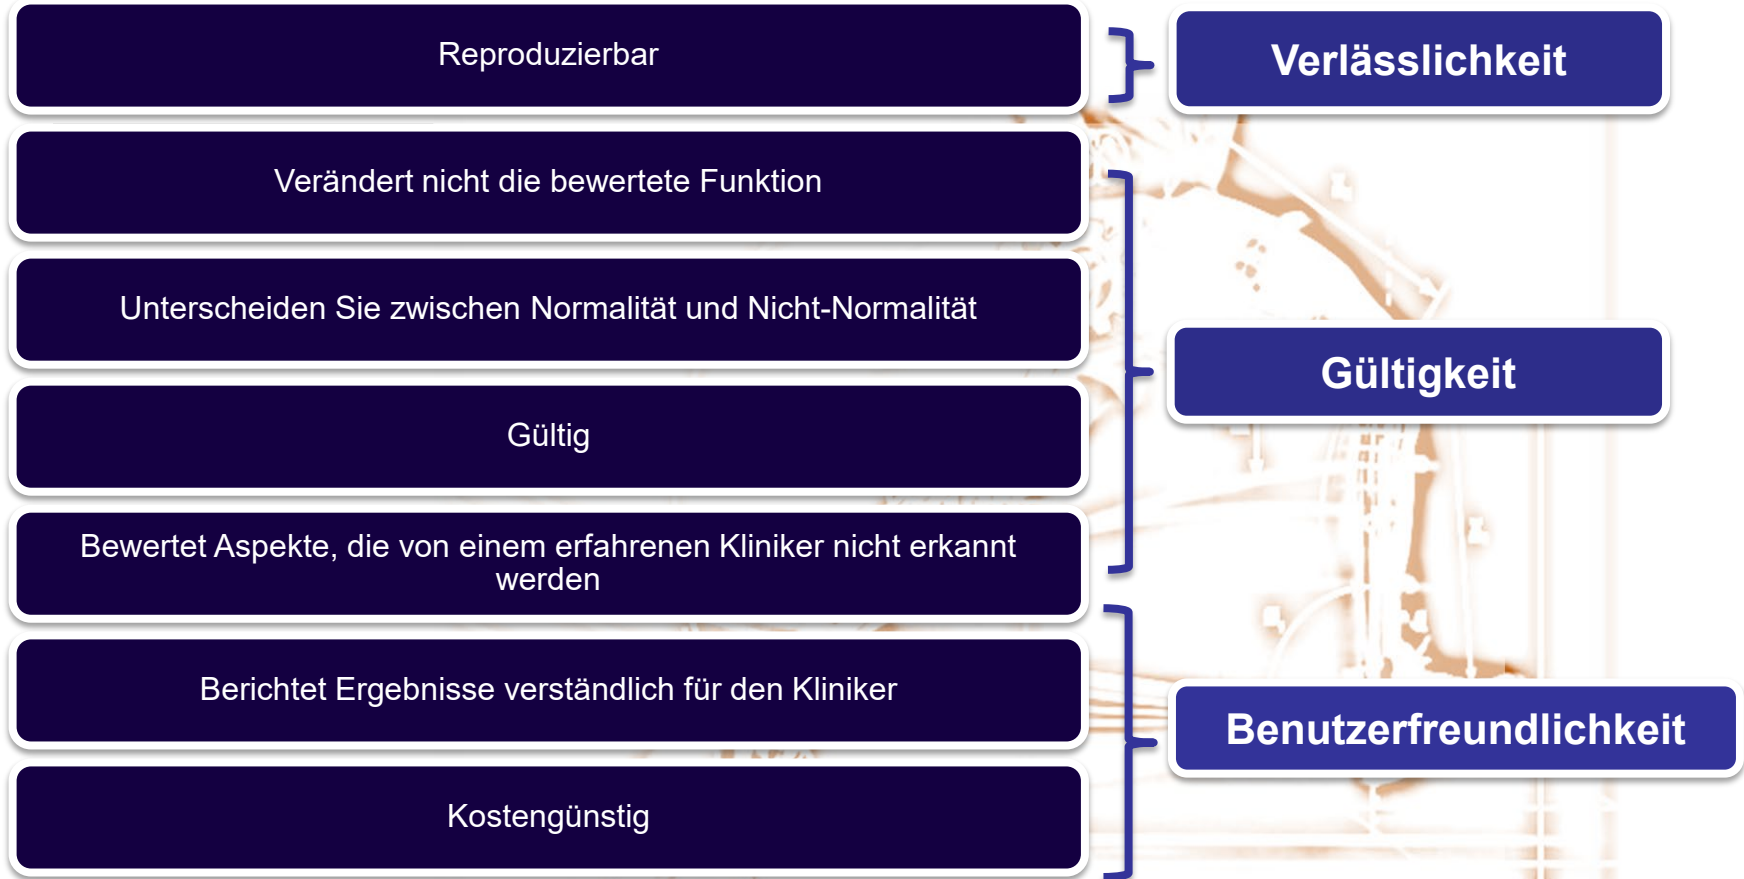 Reproduzierbar
Verlässlichkeit
Verändert nicht die bewertete Funktion
Unterscheiden Sie zwischen Normalität und Nicht-Normalität
Gültig
Bewertet Aspekte, die von einem erfahrenen Kliniker nicht erkannt
werden
Gültigkeit
Berichtet Ergebnisse verständlich für den Kliniker
Kostengünstig
Benutzerfreundlichkeit